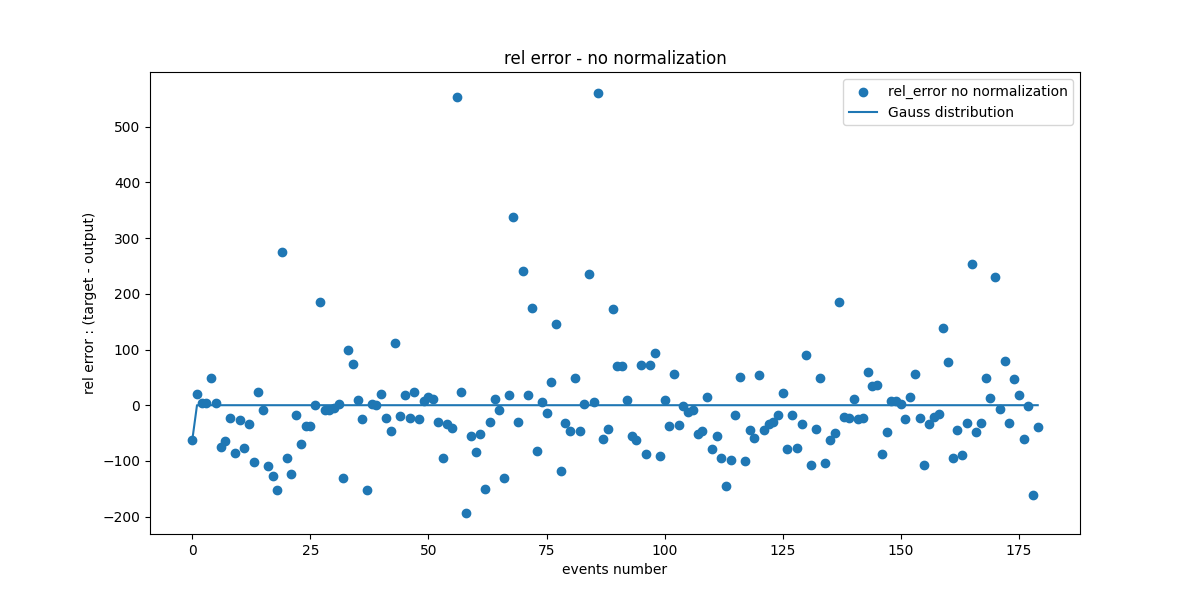 rel error - no normalization
rel_error no normalization
Gauss distribution
rel error : (target - output)
500
400
300
200
100
0
−100
−200
0 25 50 75 100 125 150 175
events number